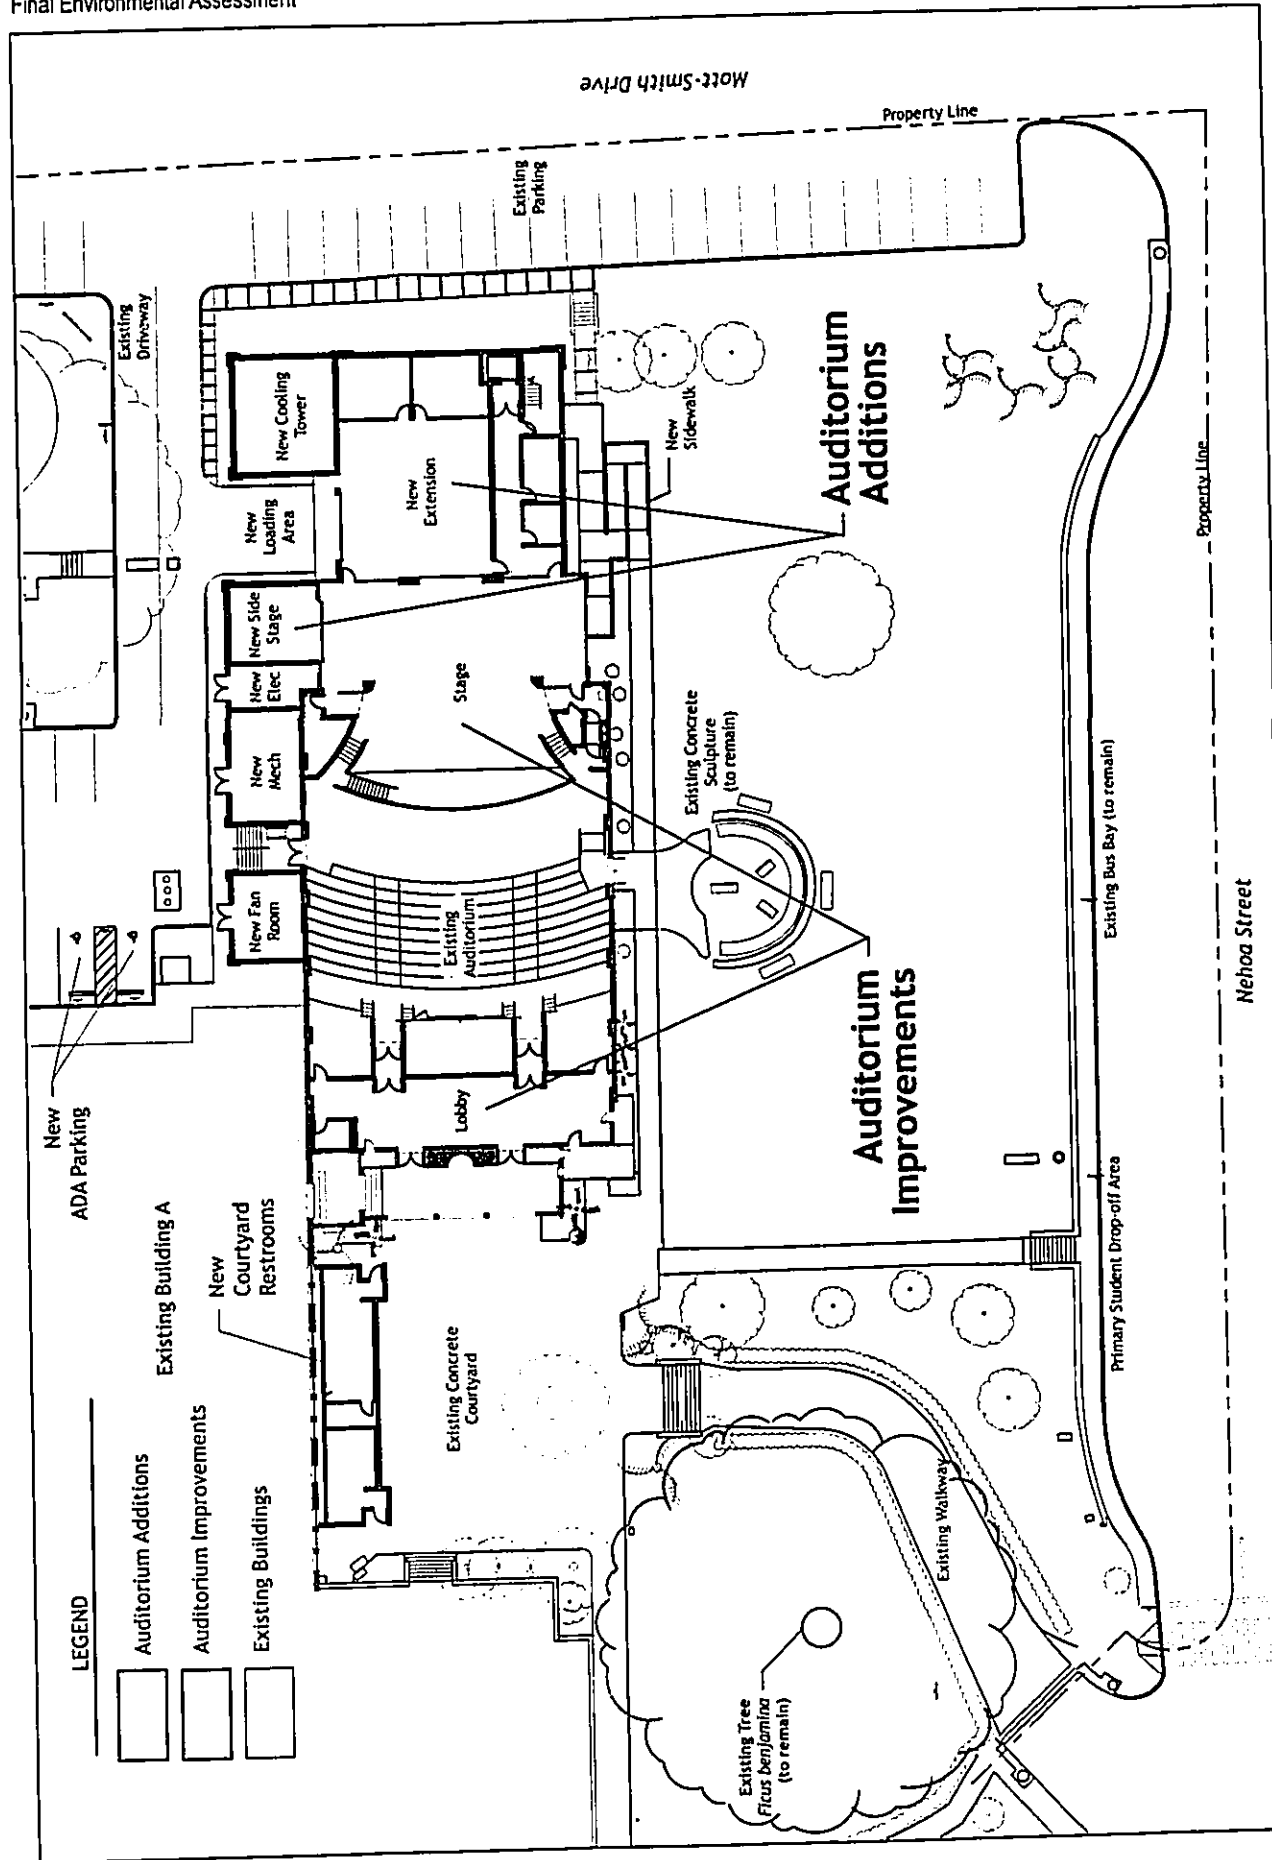 Final Environmental Assessment
LEGEND
Auditorium Additions
Auditorium Improvements
Existing Buildings
New
ADA Parking
Existing Building A
New
Courtyard
Restrooms
Existing Concrete
Courtyard
Lobby
Existing
Auditorium
New Fan
Room
New
Mech
New
Elec
New Side
Stage
Stage
New
Loading
Area
New Cooling
Tower
New
Extension
Existing
Driveway
Existing
Parking
Mott-Smith Drive
Property Line
New
Sidewalk
Auditorium
Additions
Existing Concrete
Sculpture
(to remain)
Auditorium
Improvements
Existing Walkway
Existing Tree
Ficus benjamina
(to remain)
Primary Student Drop-off Area
Existing Bus Bay (to remain)
Property Line
Nehoa Street